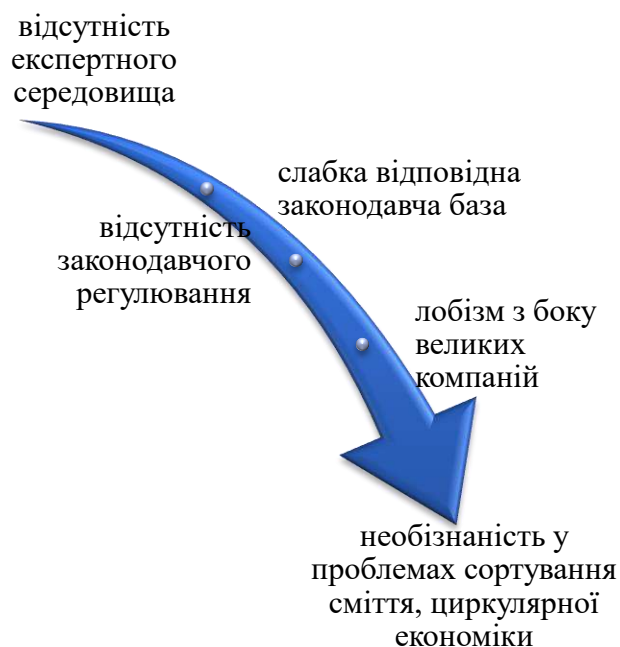 відсутність
експертного
середовища
слабка відповідна
законодавча база
відсутність
законодавчого
регулювання
лобізм з боку
великих
компаній
необізнаність у
проблемах сортування
сміття, циркулярної
економіки